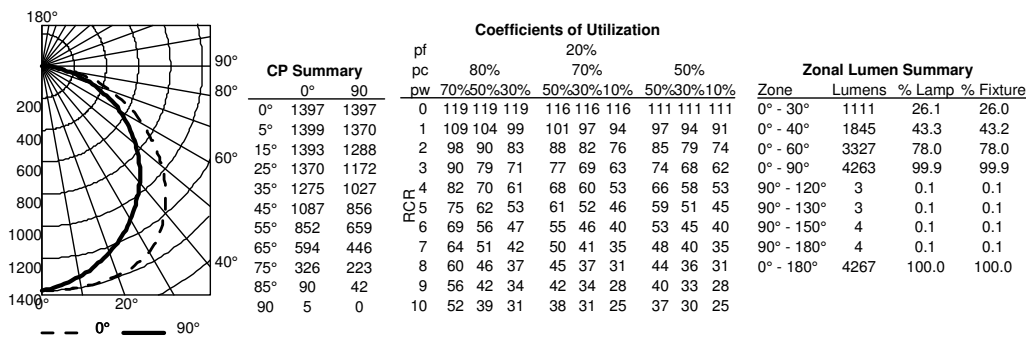 180°
90°
80°
60°
40°
20°
0°
200
400
600
800
1000
1200
1400
0° 90°
CP Summary
0° 90
0° 1397 1397
5° 1399 1370
15° 1393 1288
25° 1370 1172
35° 1275 1027
45° 1087 856
55° 852 659
65° 594 446
75° 326 223
85° 90 42
90 5 0
Coefficients of Utilization
pf 20%
pc 80% 70% 50%
pw 70%50%30% 50%30%10% 50%30%10%
RCR
0 119 119 119 116 116 116 111 111 111
1 109 104 99 101 97 94 97 94 91
2 98 90 83 88 82 76 85 79 74
3 90 79 71 77 69 63 74 68 62
4 82 70 61 68 60 53 66 58 53
5 75 62 53 61 52 46 59 51 45
6 69 56 47 55 46 40 53 45 40
7 64 51 42 50 41 35 48 40 35
8 60 46 37 45 37 31 44 36 31
9 56 42 34 42 34 28 40 33 28
10 52 39 31 38 31 25 37 30 25
Zonal Lumen Summary
Zone Lumens % Lamp % Fixture
0° - 30° 1111 26.1 26.0
0° - 40° 1845 43.3 43.2
0° - 60° 3327 78.0 78.0
0° - 90° 4263 99.9 99.9
90° - 120° 3 0.1 0.1
90° - 130° 3 0.1 0.1
90° - 150° 4 0.1 0.1
90° - 180° 4 0.1 0.1
0° - 180° 4267 100.0 100.0